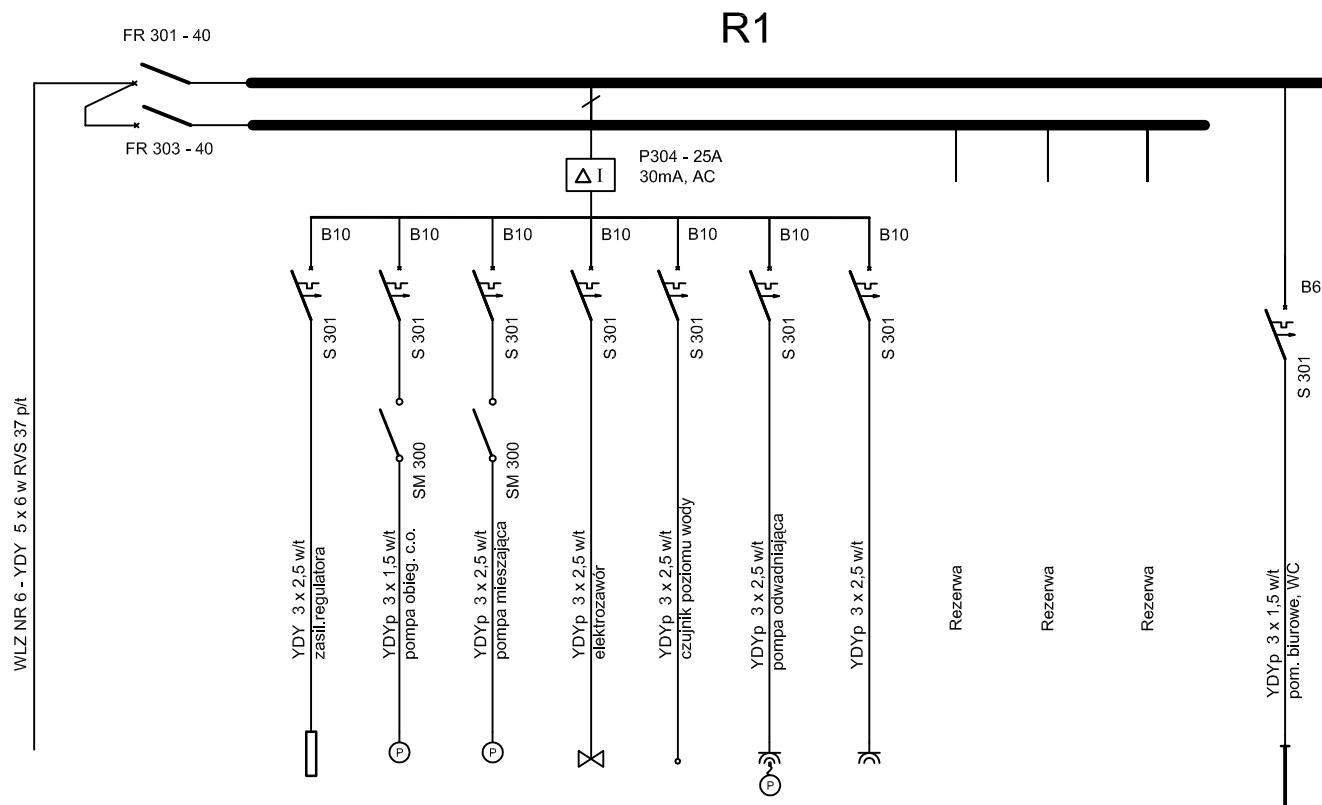 R1
FR 301 - 40
FR 303 - 40
P304 - 25A
30mA, AC
Δ I
B10
B10
B10
B10
B10
B10
B10
B6
S 301
S 301
S 301
S 301
S 301
S 301
S 301
S 301
SM 300
SM 300
WLZ NR 6 - YDY 5 x 6 w RVS 37 p/t
YDY 3 x 2,5 w/t
zasil.regulatora
YDYp 3 x 1,5 w/t
pompa obieg. c.o.
YDYp 3 x 2,5 w/t
pompa mieszająca
YDYp 3 x 2,5 w/t
elektrozawór
YDYp 3 x 2,5 w/t
czujnik poziomu wody
YDYp 3 x 2,5 w/t
pompa odwadniająca
YDYp 3 x 2,5 w/t
Rezerwa
Rezerwa
Rezerwa
YDYp 3 x 1,5 w/t
pom. biurowe, WC
P
P
P